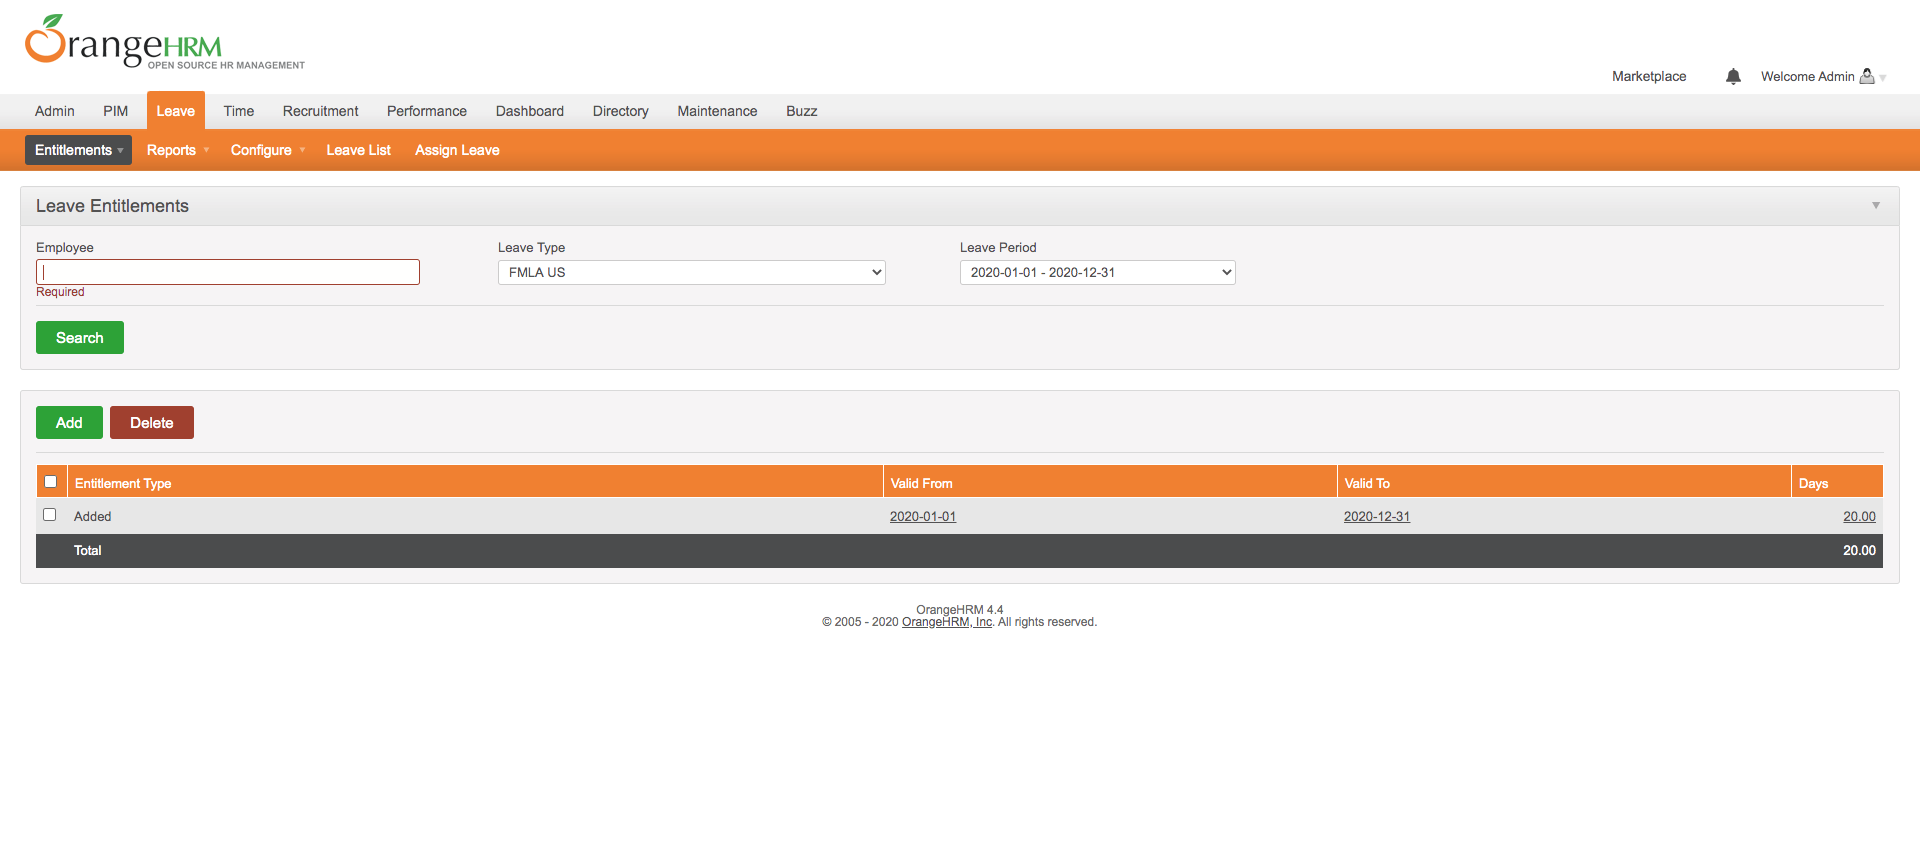 OrangeHRM
OPEN SOURCE HR MANAGEMENT
Marketplace Welcome Admin
Admin PIM Leave Time Recruitment Performance Dashboard Directory Maintenance Buzz
Entitlements Reports Configure Leave List Assign Leave
Leave Entitlements
Employee Leave Type Leave Period
FMLA US 2020-01-01 - 2020-12-31
Required
Search
Add Delete
Entitlement Type Valid From Valid To Days
Added 2020-01-01 2020-12-31 20.00
Total 20.00
OrangeHRM 4.4
© 2005 - 2020 OrangeHRM, Inc. All rights reserved.